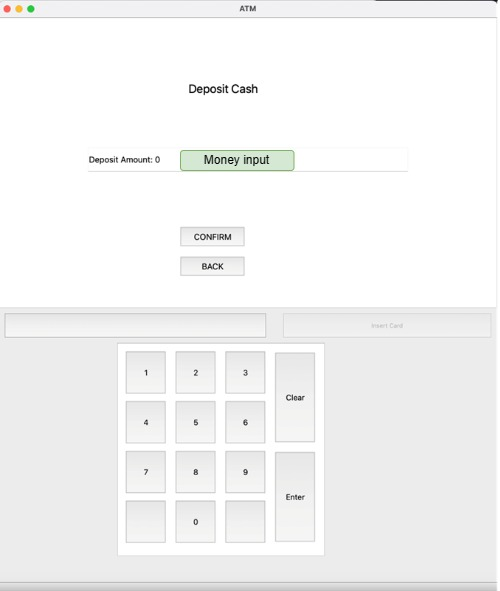 ATM
Deposit Cash
Deposit Amount: 0
Money input
CONFIRM
BACK
Insert Card
1 2 3
Clear
4 5 6
7 8 9
Enter
0